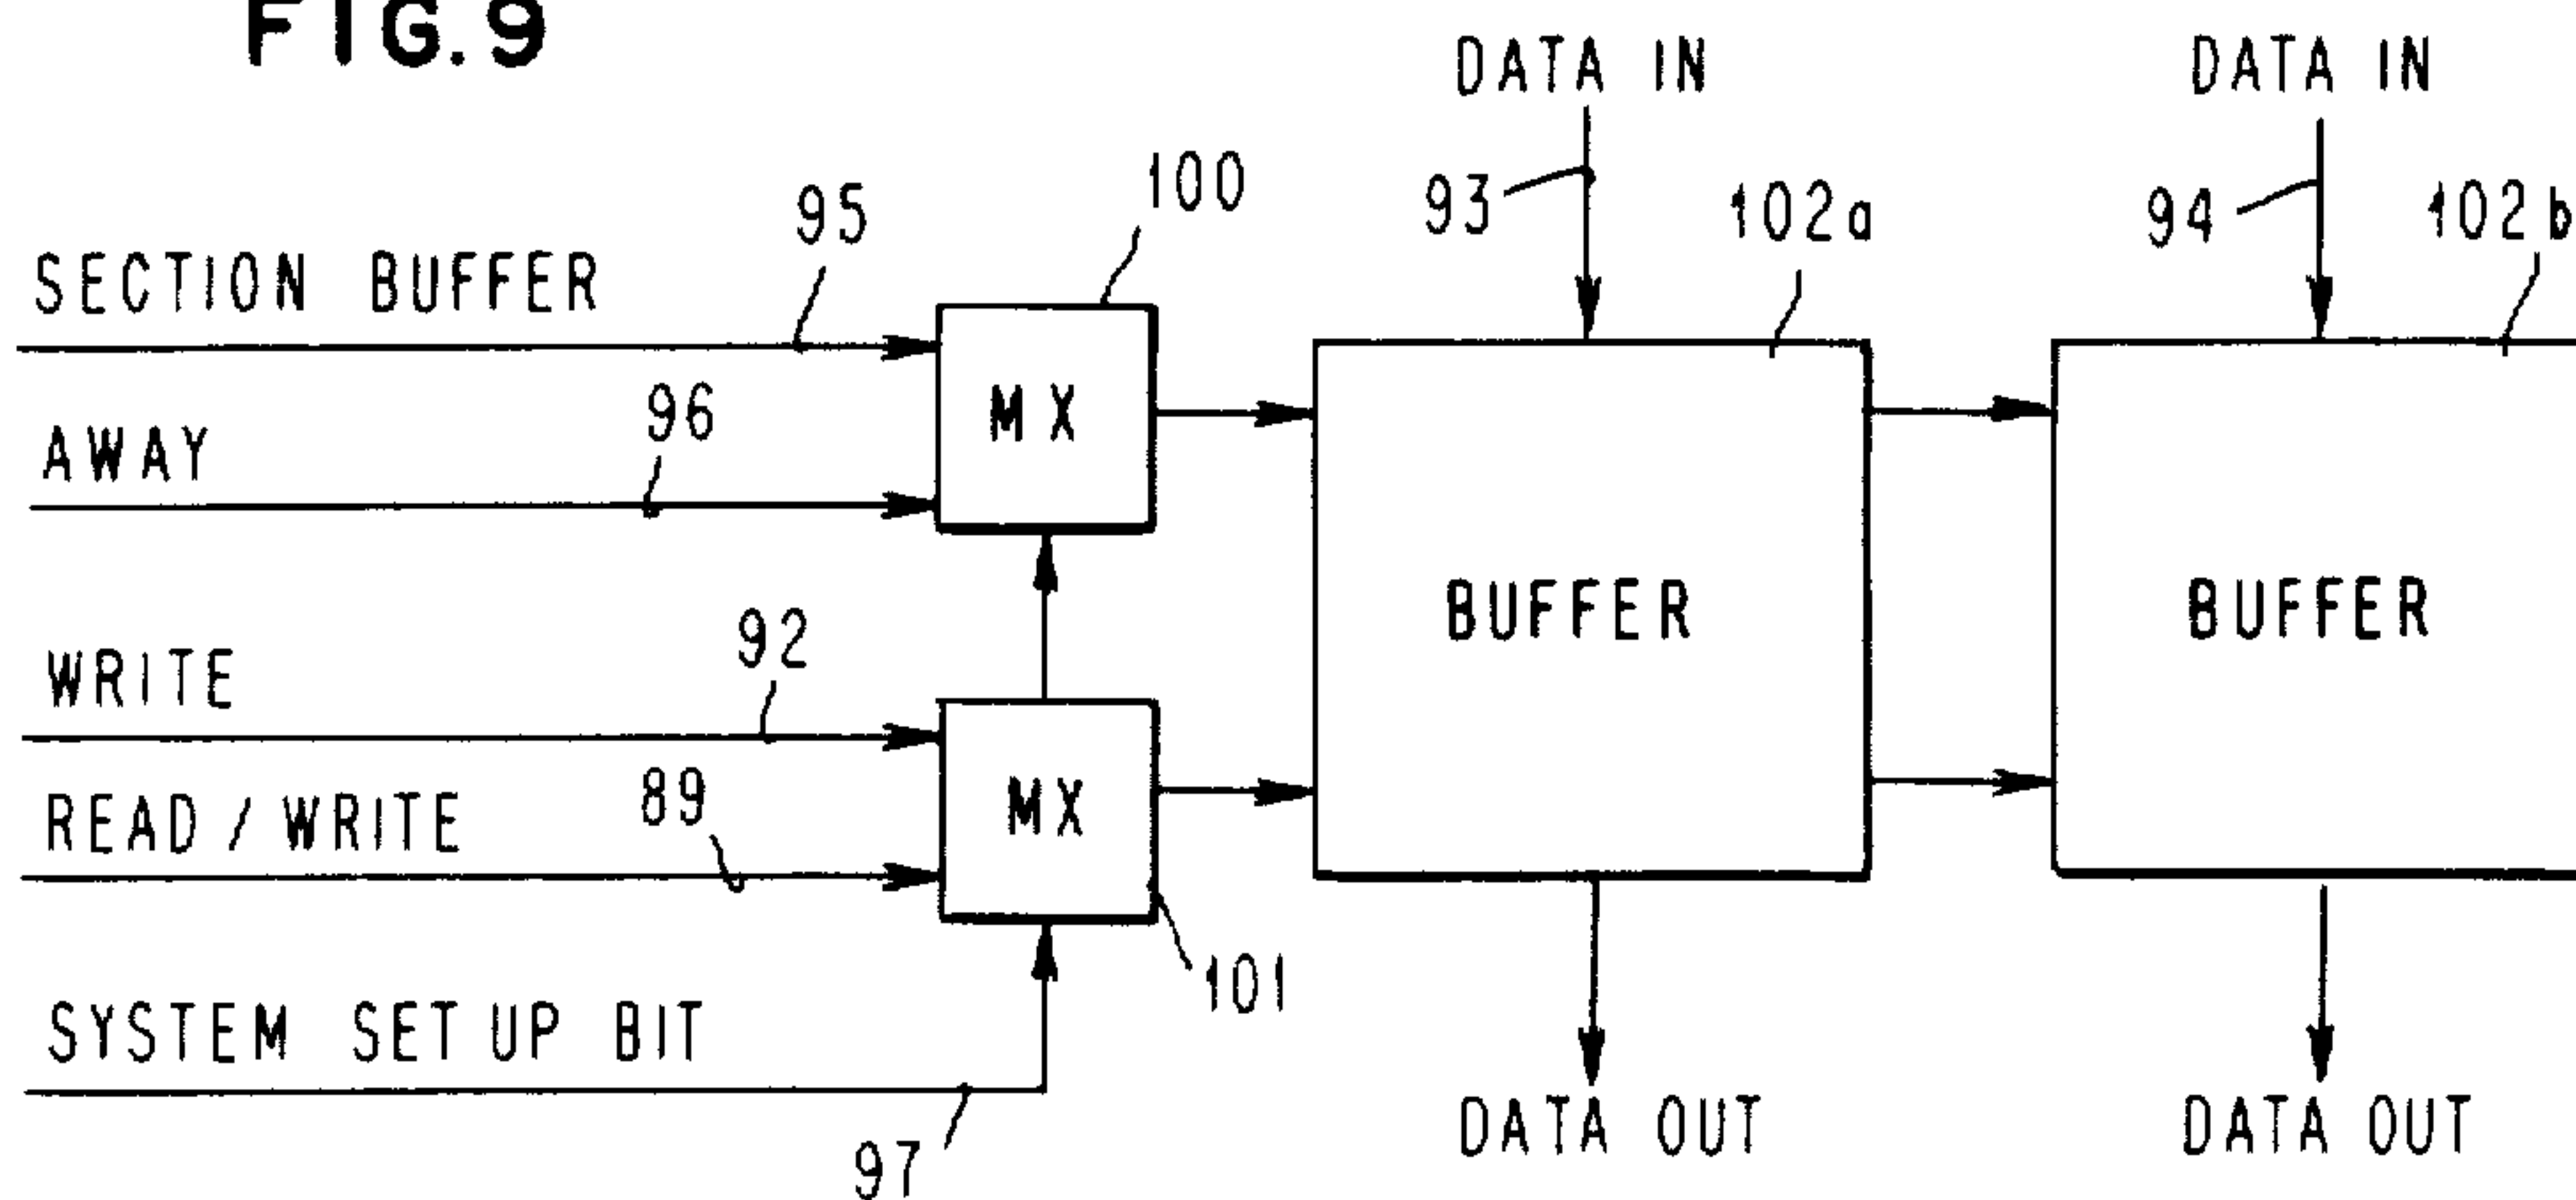 FIG.9
DATA IN
DATA IN
100
95
93
102a
94
102b
SECTION BUFFER
96
MX
AWAY
92
BUFFER
BUFFER
WRITE
89
MX
READ / WRITE
101
SYSTEM SET UP BIT
97
DATA OUT
DATA OUT